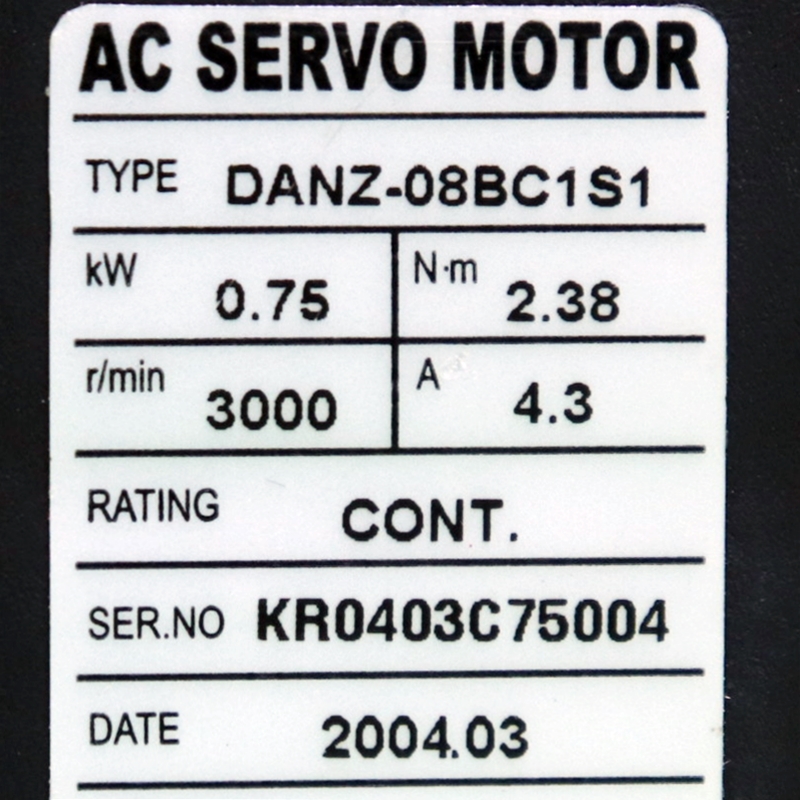 AC SERVO MOTOR
TYPE DANZ-08BC1S1
kW 0.75 N·m 2.38
r/min 3000 A 4.3
RATING CONT.
SER.NO KR0403C75004
DATE 2004.03